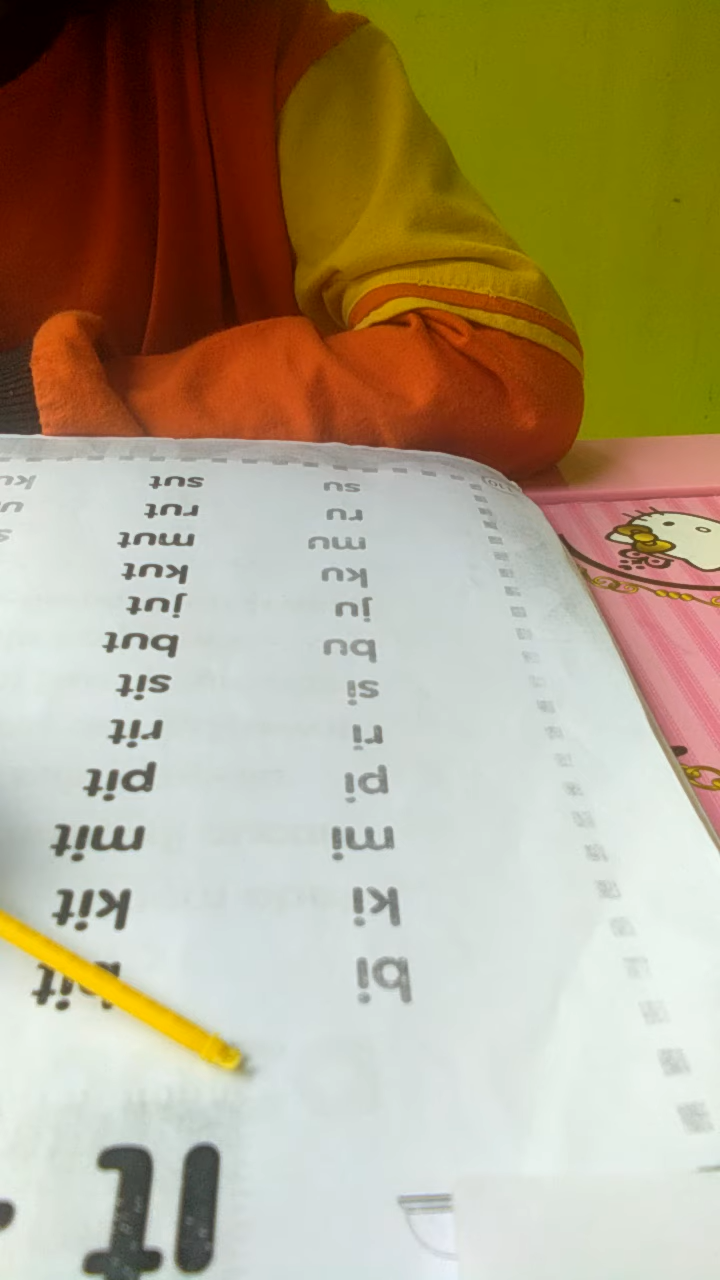 it
bi bit
ki kit
mi mit
pi pit
ri rit
si sit
bu but
ju jut
ku kut
mu mut
ru rut
su sut